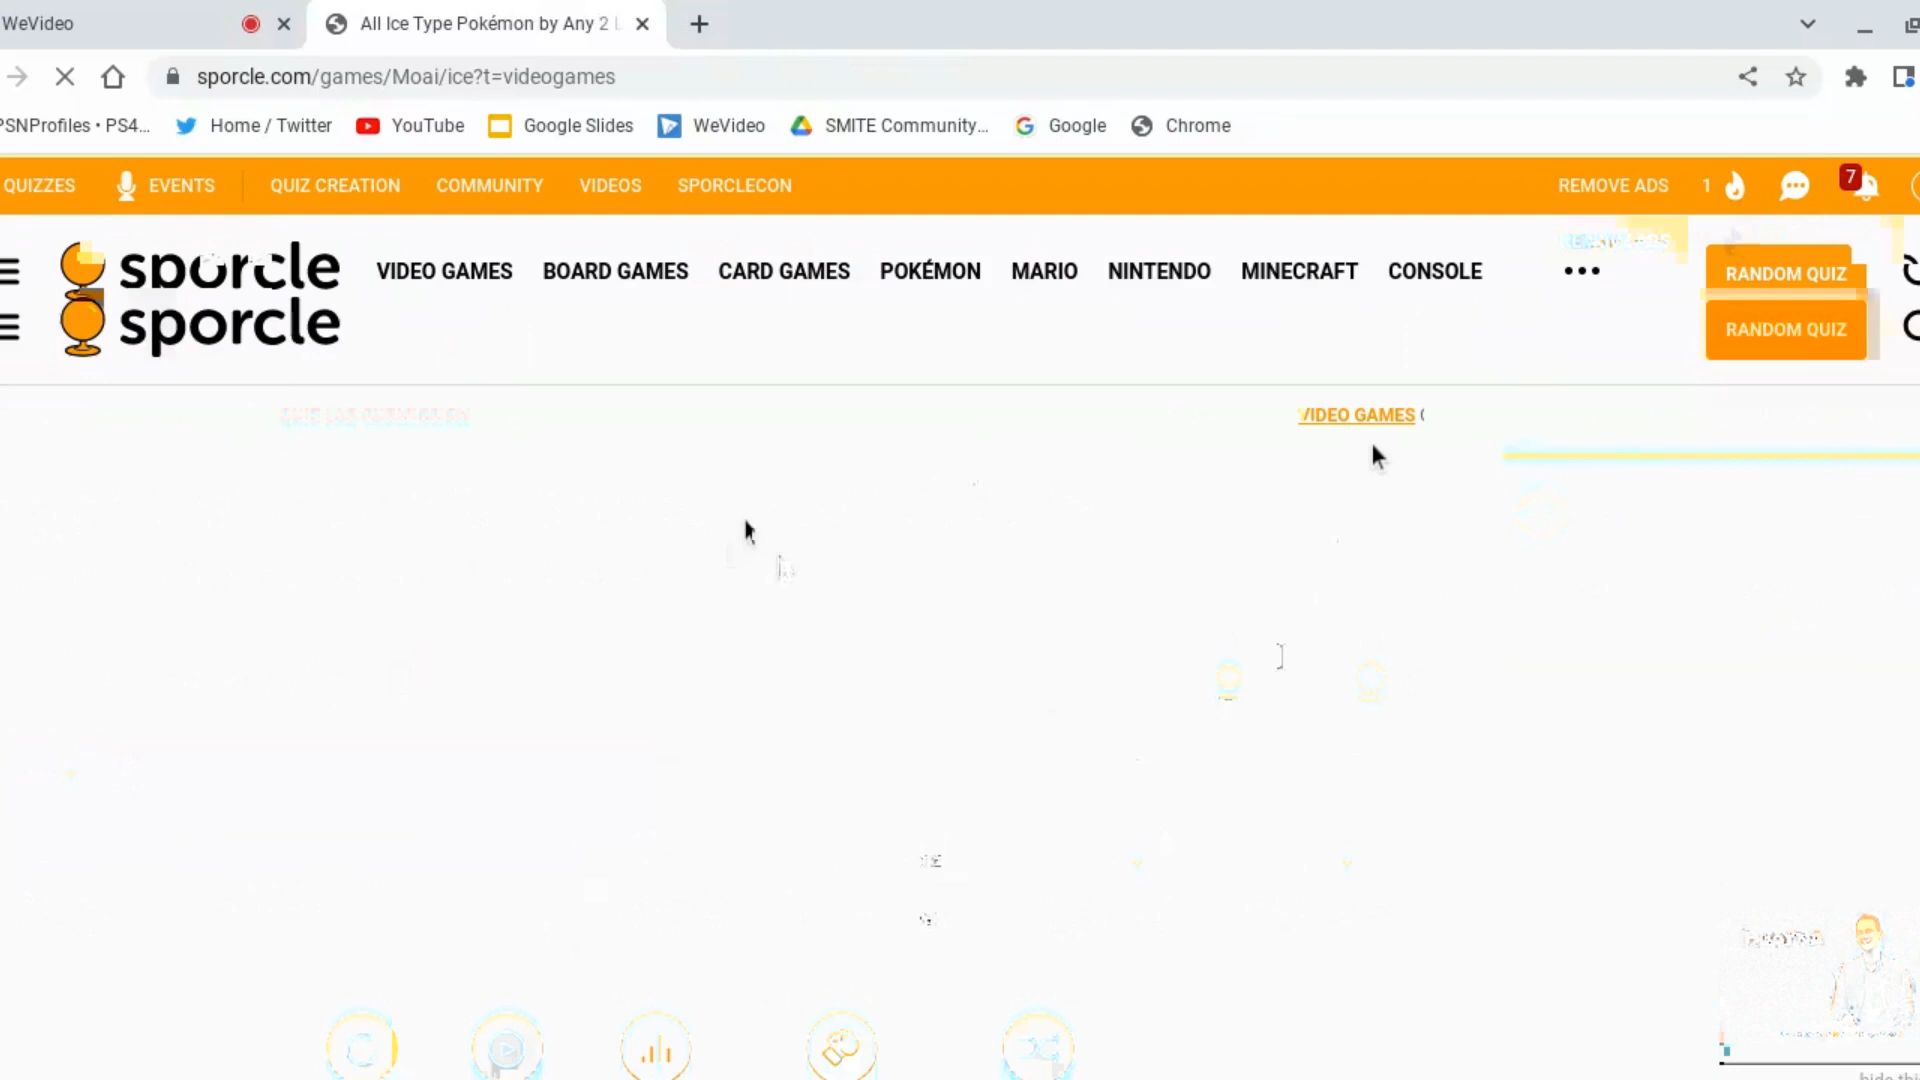 WeVideo
All Ice Type Pokémon by Any 2 L
sporcle.com/games/Moai/ice?t=videogames
PSNProfiles • PS4...
Home / Twitter
YouTube
Google Slides
WeVideo
SMITE Community...
Google
Chrome
QUIZZES
EVENTS
QUIZ CREATION
COMMUNITY
VIDEOS
SPORCLECON
REMOVE ADS
1
7
sporcle
VIDEO GAMES
BOARD GAMES
CARD GAMES
POKÉMON
MARIO
NINTENDO
MINECRAFT
CONSOLE
RANDOM QUIZ
sporcle
RANDOM QUIZ
VIDEO GAMES